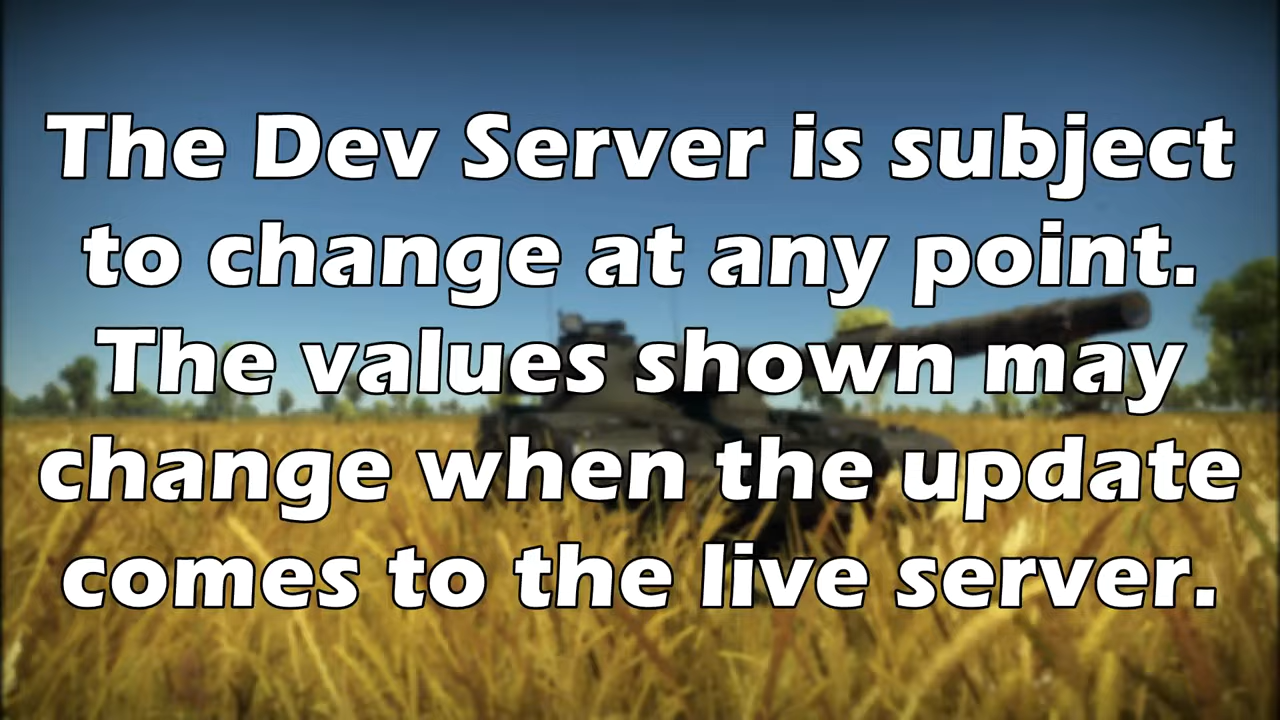 The Dev Server is subject
to change at any point.
The values shown may
change when the update
comes to the live server.